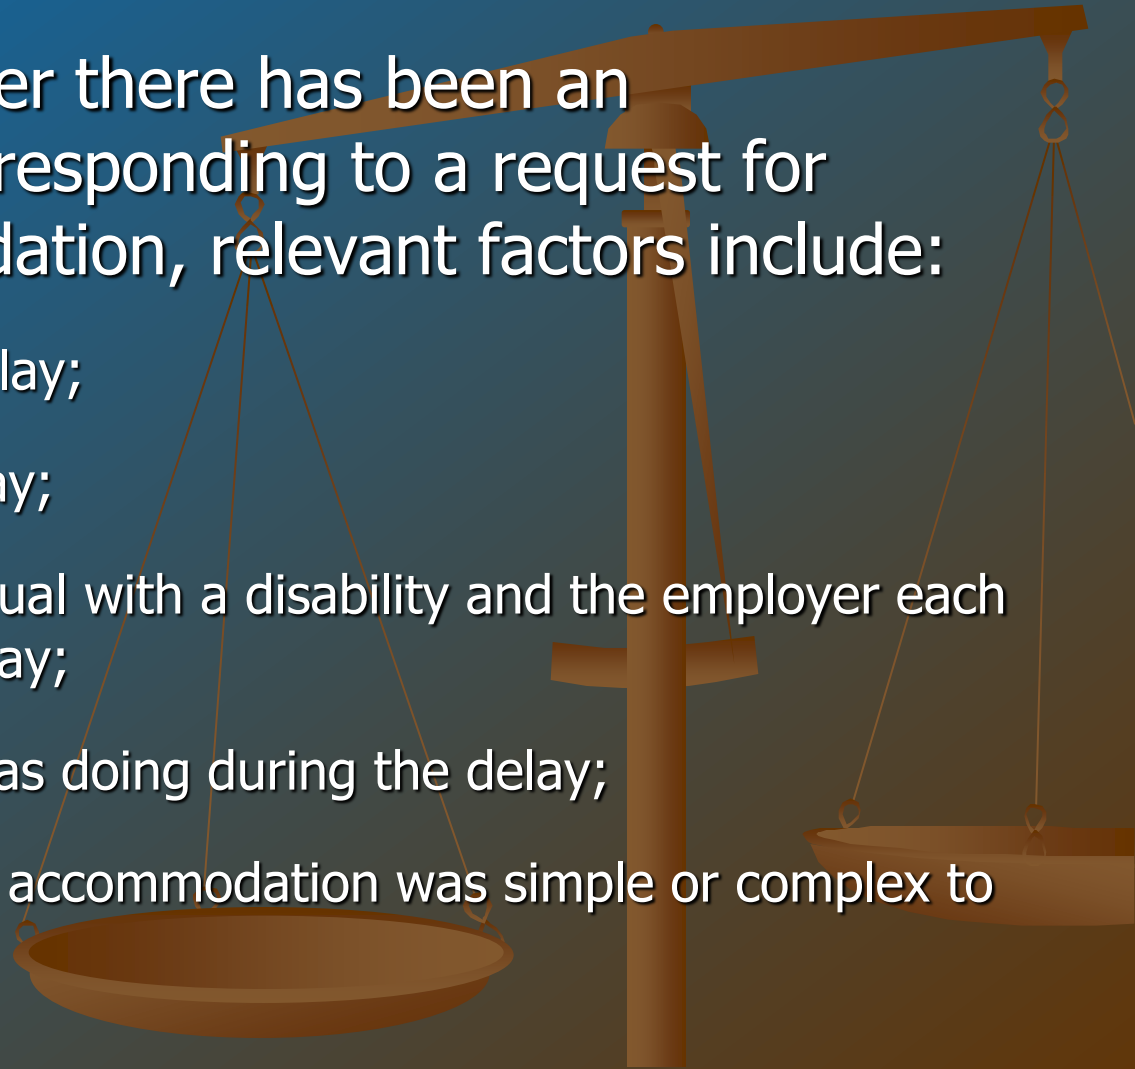 er there has been an
responding to a request for
dation, relevant factors include:
lay;
ay;
ual with a disability and the employer each
ay;
as doing during the delay;
accommodation was simple or complex to